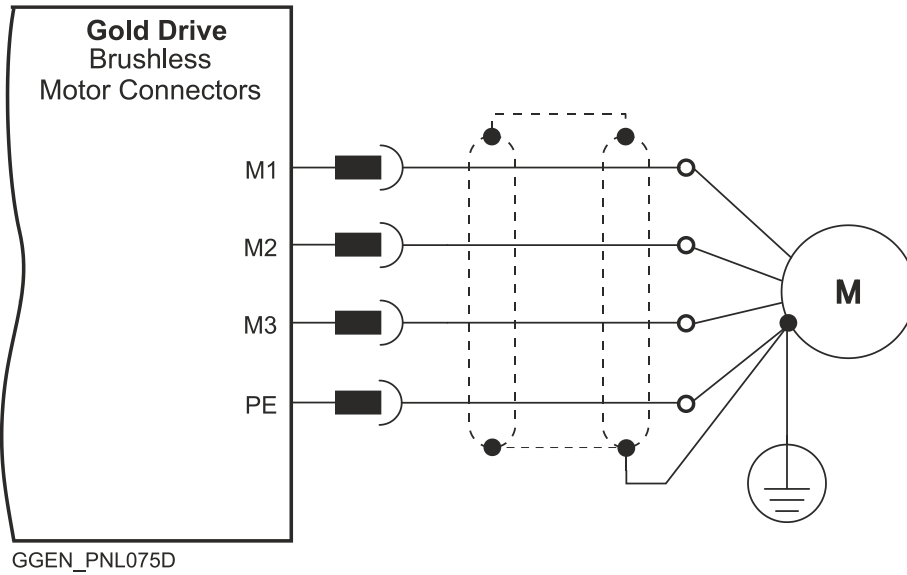 Gold Drive
Brushless
Motor Connectors
M1
M2
M3
PE
M
GGEN_PNL075D